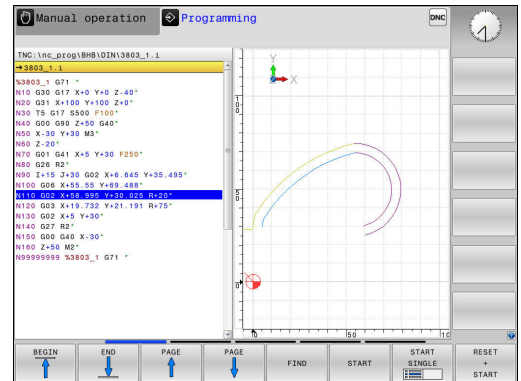 Manual operation
Programming
DNC
TNC:\nc_prog\BHB\DIN\3803_1.i
→3803_1.i
%3803_1 G71 *
N10 G30 G17 X+0 Y+0 Z-40*
N20 G31 X+100 Y+100 Z+0*
N30 T5 G17 S500 F100*
N40 G00 G90 Z+50 G40*
N50 X-30 Y+30 M3*
N60 Z-20*
N70 G01 G41 X+5 Y+30 F250*
N80 G26 R2*
N90 I+15 J+30 G02 X+6.645 Y+35.495*
N100 G06 X+55.55 Y+69.488*
N110 G02 X+58.995 Y+30.025 R+20*
N120 G03 X+19.732 Y+21.191 R+75*
N130 G02 X+5 Y+30*
N140 G27 R2*
N150 G00 G40 X-30*
N160 Z+50 M2*
N99999999 %3803_1 G71 *
Y
X
50
BEGIN
END
PAGE
PAGE
FIND
START
START SINGLE
RESET + START